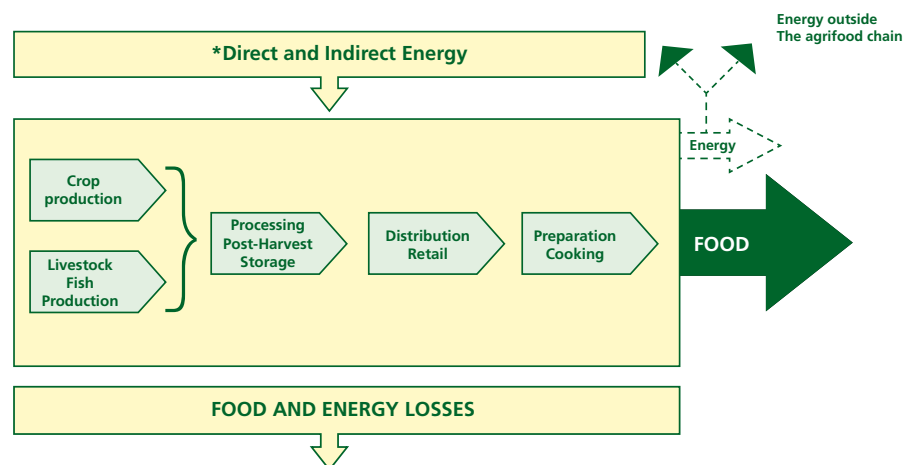 Energy outside
The agrifood chain
*Direct and Indirect Energy
Energy
Crop
production
Livestock
Fish
Production
Processing
Post-Harvest
Storage
Distribution
Retail
Preparation
Cooking
FOOD
FOOD AND ENERGY LOSSES